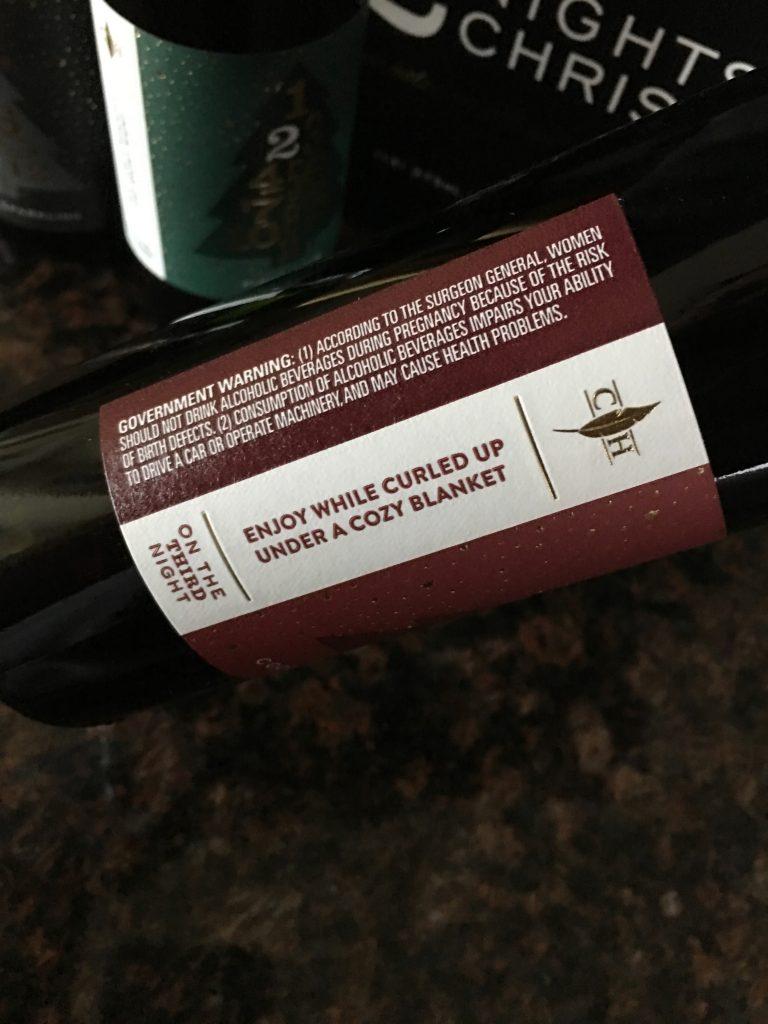 NIGHTS
CHRIS
1
2
GOVERNMENT WARNING: (1) ACCORDING TO THE SURGEON GENERAL, WOMEN
SHOULD NOT DRINK ALCOHOLIC BEVERAGES DURING PREGNANCY BECAUSE OF THE RISK
OF BIRTH DEFECTS. (2) CONSUMPTION OF ALCOHOLIC BEVERAGES IMPAIRS YOUR ABILITY
TO DRIVE A CAR OR OPERATE MACHINERY, AND MAY CAUSE HEALTH PROBLEMS.
ON THE
THIRD
NIGHT
ENJOY WHILE CURLED UP
UNDER A COZY BLANKET
C H